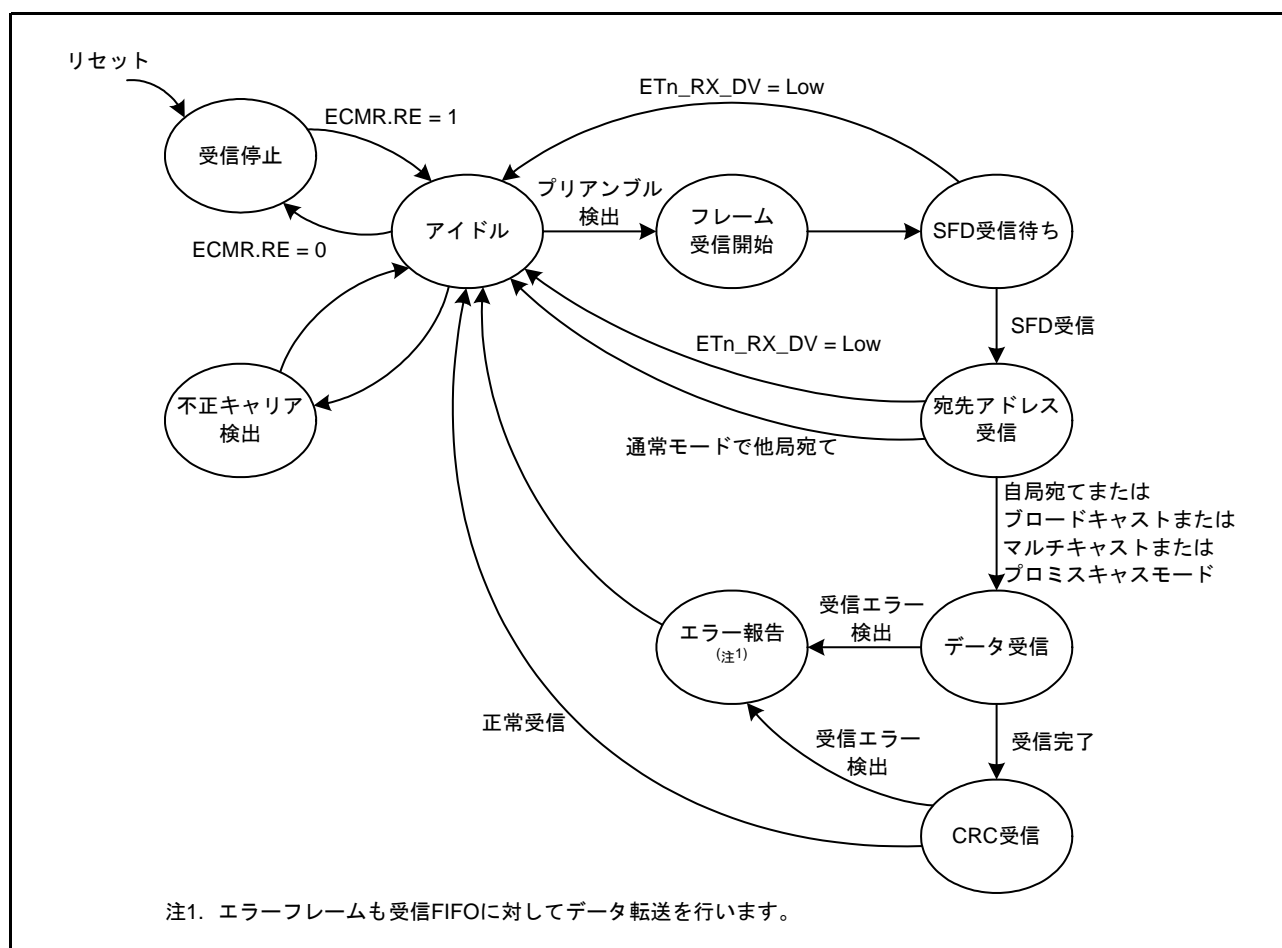 リセット
ETn_RX_DV = Low
ECMR.RE = 1
受信停止
プリアンブル
検出
フレーム
受信開始
アイドル
SFD受信待ち
ECMR.RE = 0
SFD受信
ETn_RX_DV = Low
不正キャリア
検出
宛先アドレス
受信
通常モードで他局宛て
自局宛てまたは
ブロードキャストまたは
マルチキャストまたは
プロミスキャスモード
受信エラー
検出
エラー報告
(注1)
データ受信
正常受信
受信エラー
検出
受信完了
CRC受信
注1. エラーフレームも受信FIFOに対してデータ転送を行います。